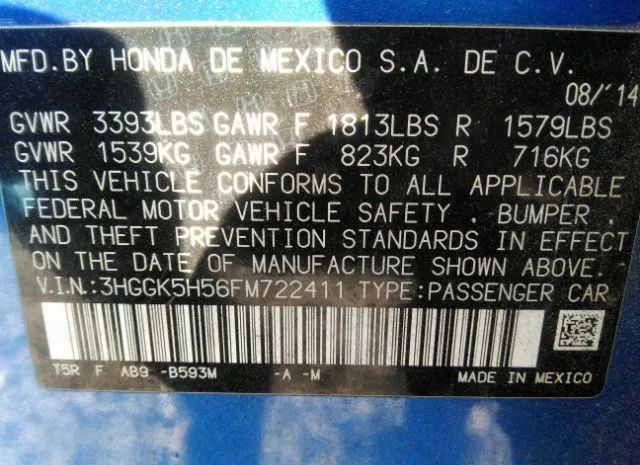 MFD.BY HONDA DE MEXICO S.A. DE C.V.
08/'14
GVWR 3393LBS GAWR F 1813LBS R 1579LBS
GVWR 1539KG GAWR F 823KG R 716KG
THIS VEHICLE CONFORMS TO ALL APPLICABLE
FEDERAL MOTOR VEHICLE SAFETY , BUMPER ,
AND THEFT PREVENTION STANDARDS IN EFFECT
ON THE DATE OF MANUFACTURE SHOWN ABOVE.
V.I.N.:3HGGK5H56FM722411 TYPE:PASSENGER CAR
T5R F AB9 -B593M -A -M
MADE IN MEXICO